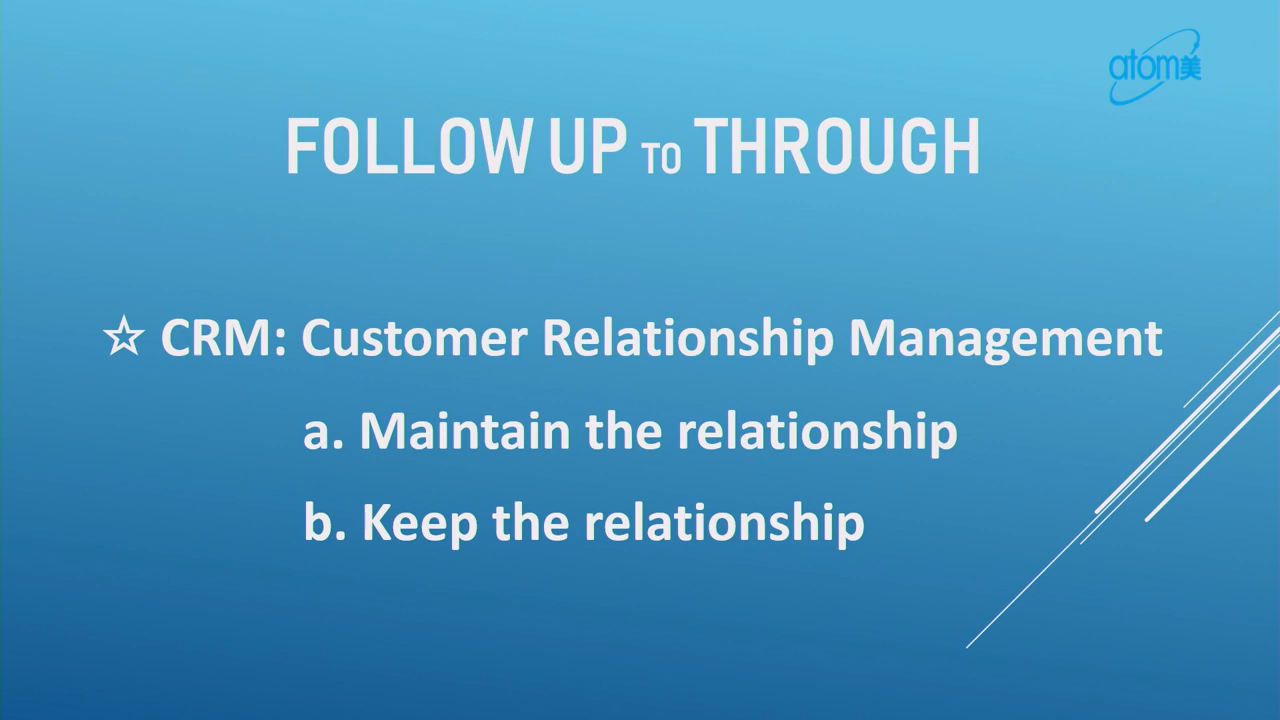 atom美
FOLLOW UP TO THROUGH
☆ CRM: Customer Relationship Management
a. Maintain the relationship
b. Keep the relationship